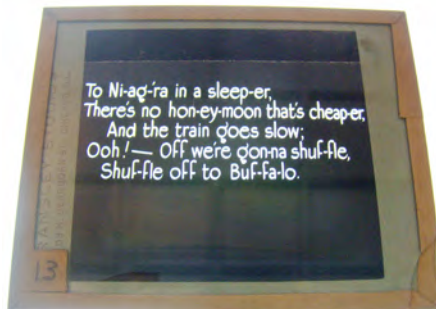 To Ni-ag-'ra in a sleep-er,
There's no hon-ey-moon that's cheap-er,
And the train goes slow;
Ooh! — Off we're gon-na shuf-fle,
Shuf-fle off to Buf-fa-lo.
3